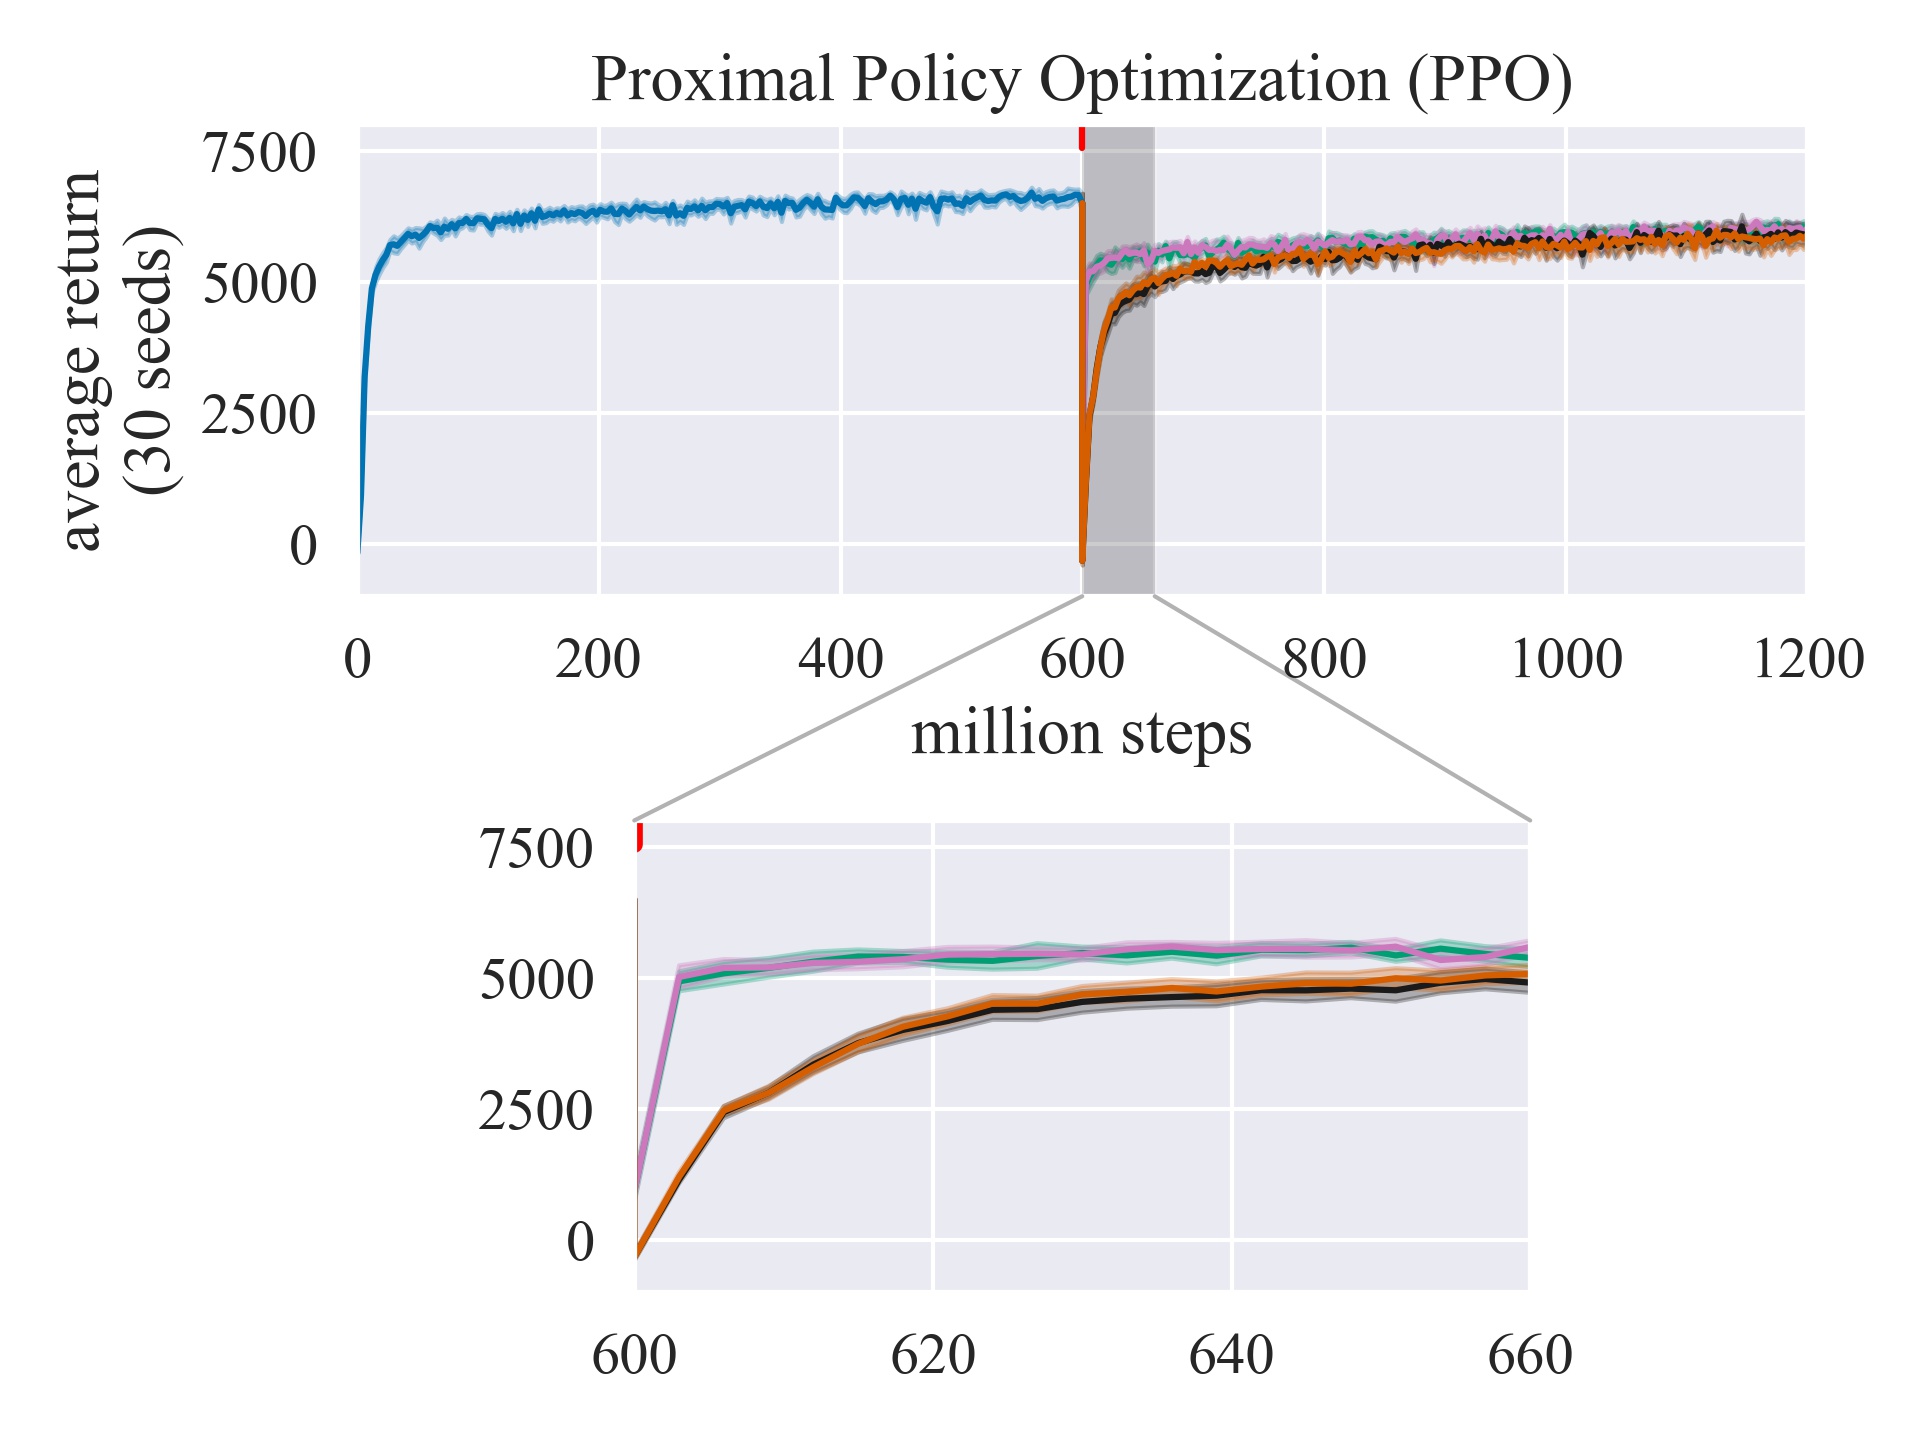 Proximal Policy Optimization (PPO)
average return
(30 seeds)
7500
5000
2500
0
0 200 400 600 800 1000 1200
million steps
7500
5000
2500
0
600 620 640 660